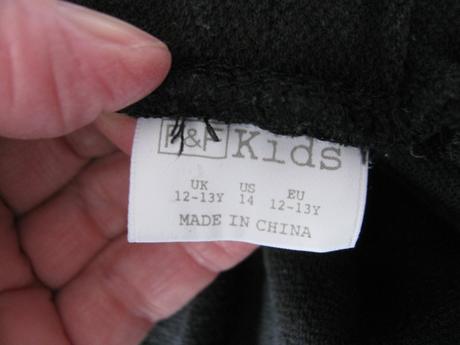 F&F Kids
UK US EU
12-13Y 14 12-13Y
MADE IN CHINA